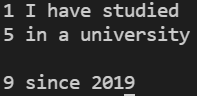 1 I have studied
5 in a university
9 since 2019